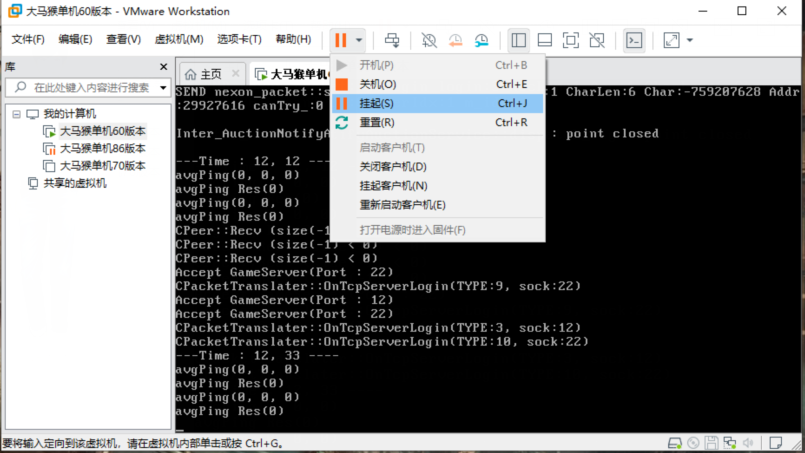 大马猴单机60版本 - VMware Workstation
文件(F) 编辑(E) 查看(V) 虚拟机(M) 选项卡(T) 帮助(H)
库
在此处键入内容进行搜索
我的计算机
大马猴单机60版本
大马猴单机86版本
大马猴单机70版本
共享的虚拟机
主页
大马猴单机
开机(P) Ctrl+B
关机(O) Ctrl+E
挂起(S) Ctrl+J
重置(R) Ctrl+R
启动客户机(T)
关闭客户机(D)
挂起客户机(N)
重新启动客户机(E)
打开电源时进入固件(F)
SEND nexon_packet::s :1 CharLen:6 Char:-759207628 Addr
:29927616 canTry_:0
Inter_AuctionNotify : point closed
---Time : 12, 12 ---
avgPing(0, 0, 0)
avgPing Res(0)
avgPing(0, 0, 0)
avgPing Res(0)
CPeer::Recv (size(-1
CPeer::Recv (size(-1) < 0)
CPeer::Recv (size(-1) < 0)
Accept GameServer(Port : 22)
CPacketTranslater::OnTcpServerLogin(TYPE:9, sock:22)
Accept GameServer(Port : 12)
Accept GameServer(Port : 22)
CPacketTranslater::OnTcpServerLogin(TYPE:3, sock:12)
CPacketTranslater::OnTcpServerLogin(TYPE:10, sock:22)
---Time : 12, 33 ----
avgPing(0, 0, 0)
avgPing Res(0)
avgPing(0, 0, 0)
avgPing Res(0)
要将输入定向到该虚拟机，请在虚拟机内部单击或按 Ctrl+G。